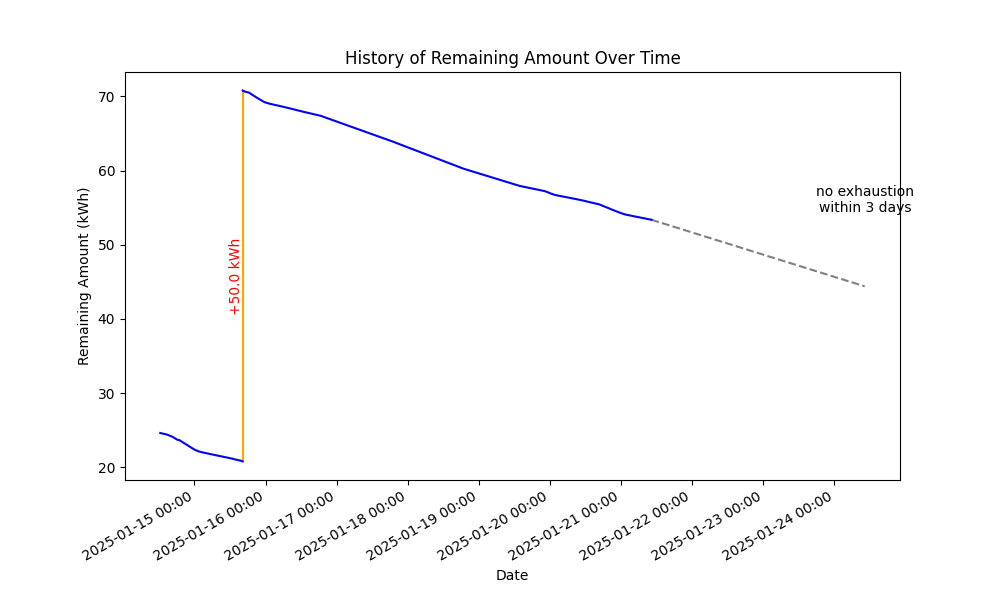 History of Remaining Amount Over Time
70
60
50
40
30
20
Remaining Amount (kWh)
+50.0 kWh
no exhaustion
within 3 days
2025-01-15 00:00
2025-01-16 00:00
2025-01-17 00:00
2025-01-18 00:00
2025-01-19 00:00
2025-01-20 00:00
2025-01-21 00:00
2025-01-22 00:00
2025-01-23 00:00
2025-01-24 00:00
Date